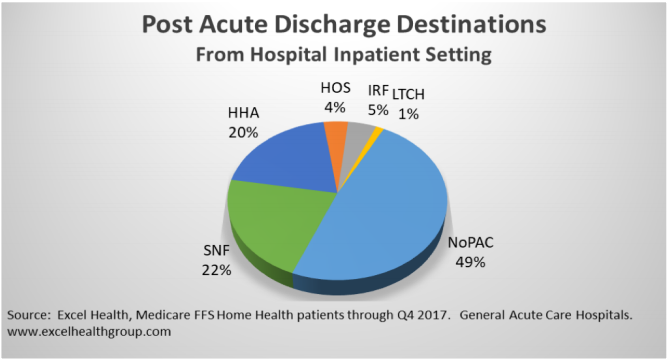 Post Acute Discharge Destinations
From Hospital Inpatient Setting
HOS
4%
IRF
5%
LTCH
1%
HHA
20%
NoPAC
49%
SNF
22%
Source:  Excel Health, Medicare FFS Home Health patients through Q4 2017.   General Acute Care Hospitals.
www.excelhealthgroup.com